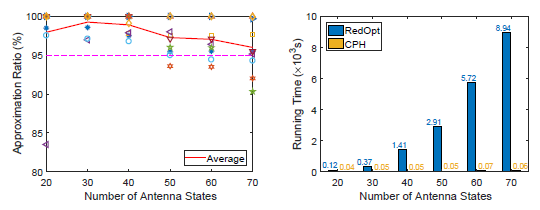 100
95
90
85
80
Approximation Ratio (%)
Average
20 30 40 50 60 70
Number of Antenna States
10
8
6
4
2
0
Running Time (×10³s)
RedOpt
CPH
0.12 0.04 0.37 0.05 1.41 0.05 2.91 0.05 5.72 0.07 8.94 0.06
20 30 40 50 60 70
Number of Antenna States